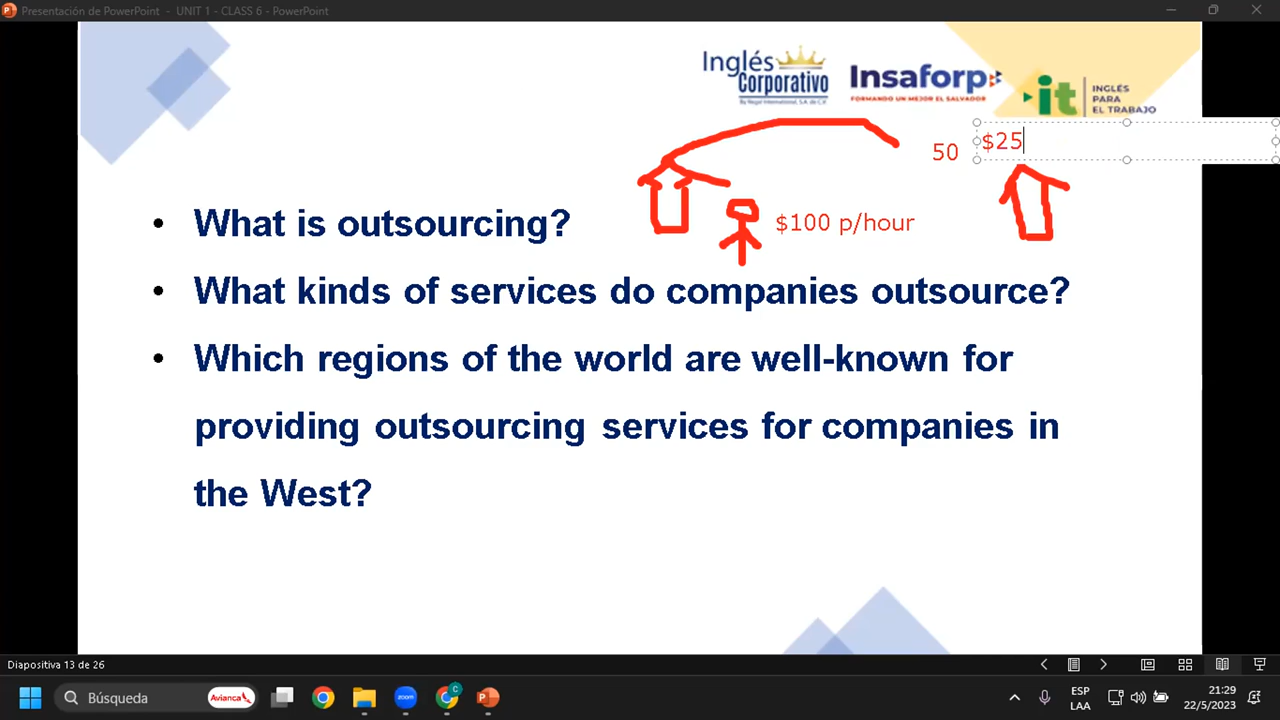 Presentación de PowerPoint - UNIT 1 - CLASS 6 - PowerPoint
Inglés
Corporativo
By Regal International, S.A. de C.V.
Insaforp
FORMANDO UN MEJOR EL SALVADOR
it
INGLÉS
PARA
EL TRABAJO
50
$25
$100 p/hour
• What is outsourcing?
• What kinds of services do companies outsource?
• Which regions of the world are well-known for
providing outsourcing services for companies in
the West?
Diapositiva 13 de 26
Búsqueda
Avianca
zoom
C
ESP
LAA
21:29
22/5/2023